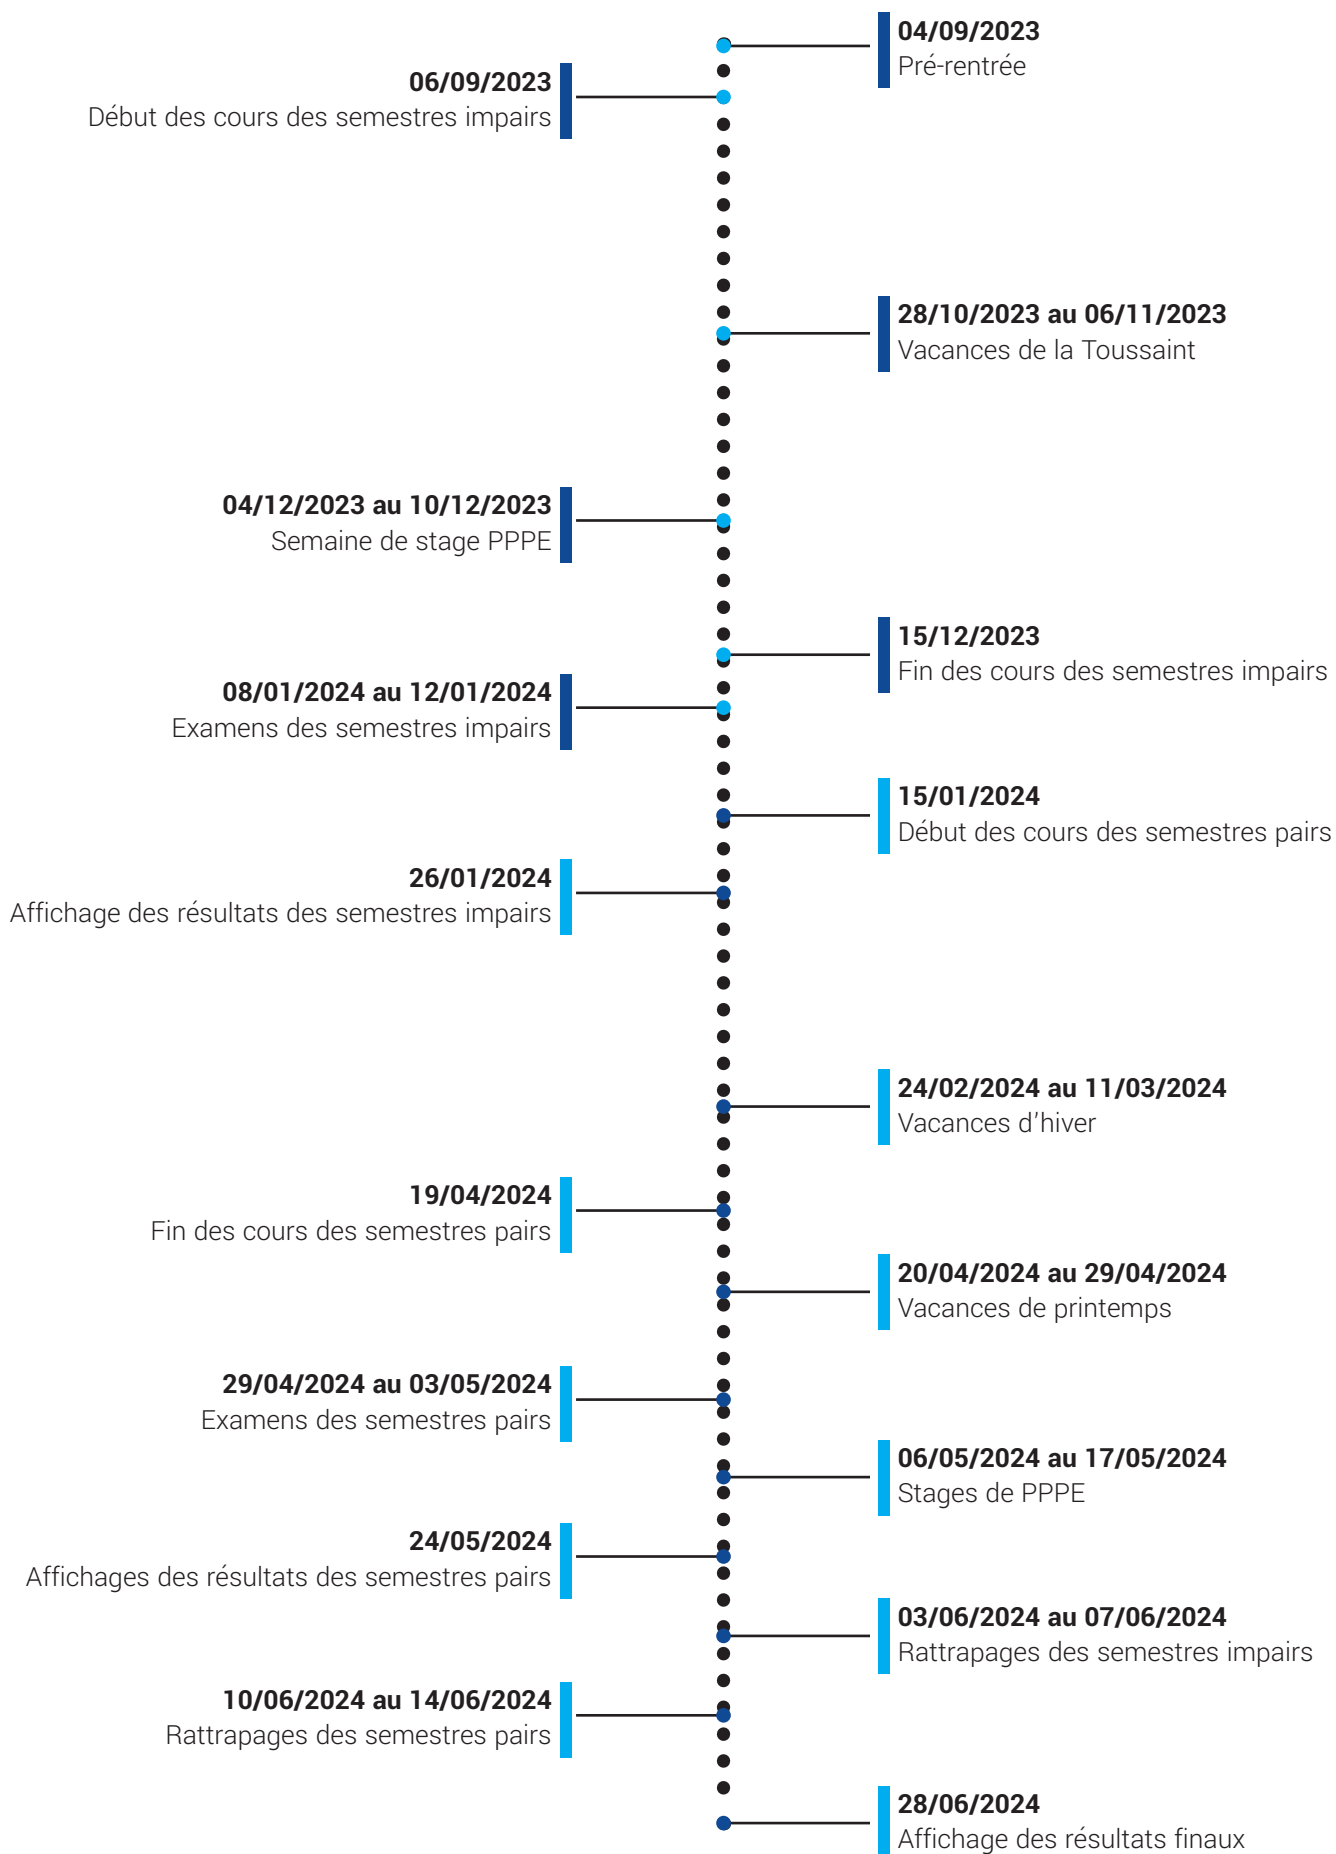 04/09/2023
Pré-rentrée
06/09/2023
Début des cours des semestres impairs
28/10/2023 au 06/11/2023
Vacances de la Toussaint
04/12/2023 au 10/12/2023
Semaine de stage PPPE
15/12/2023
Fin des cours des semestres impairs
08/01/2024 au 12/01/2024
Examens des semestres impairs
15/01/2024
Début des cours des semestres pairs
26/01/2024
Affichage des résultats des semestres impairs
24/02/2024 au 11/03/2024
Vacances d’hiver
19/04/2024
Fin des cours des semestres pairs
20/04/2024 au 29/04/2024
Vacances de printemps
29/04/2024 au 03/05/2024
Examens des semestres pairs
06/05/2024 au 17/05/2024
Stages de PPPE
24/05/2024
Affichages des résultats des semestres pairs
03/06/2024 au 07/06/2024
Rattrapages des semestres impairs
10/06/2024 au 14/06/2024
Rattrapages des semestres pairs
28/06/2024
Affichage des résultats finaux